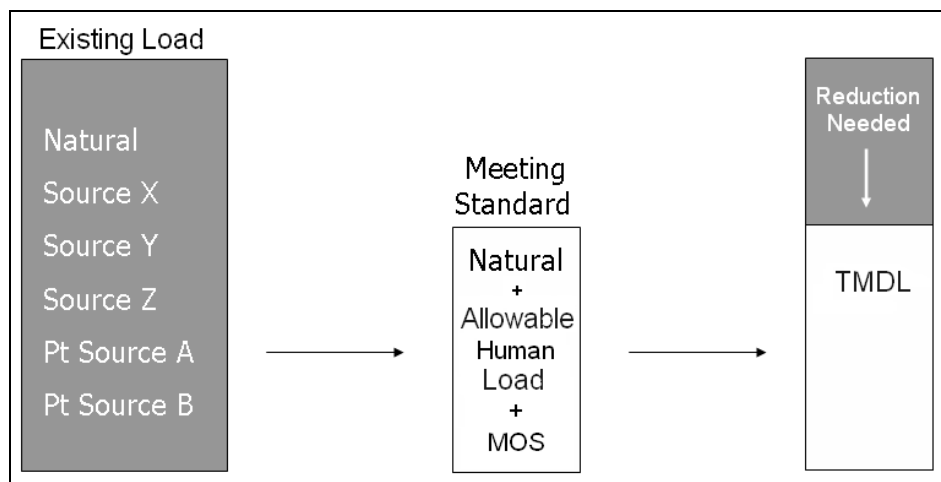 Existing Load
Natural
Source X
Source Y
Source Z
Pt Source A
Pt Source B
Meeting
Standard
Natural
+
Allowable
Human
Load
+
MOS
Reduction
Needed
TMDL